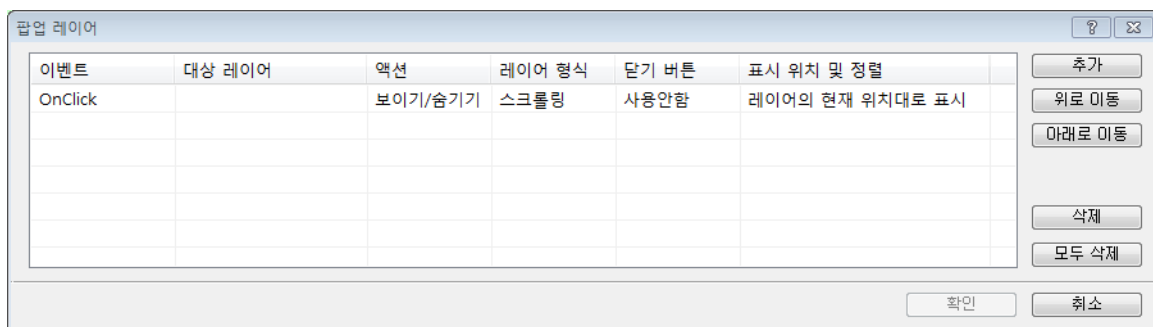 팝업 레이어
이벤트 대상 레이어 액션 레이어 형식 닫기 버튼 표시 위치 및 정렬
OnClick 보이기/숨기기 스크롤링 사용안함 레이어의 현재 위치대로 표시
추가
위로 이동
아래로 이동
삭제
모두 삭제
확인 취소